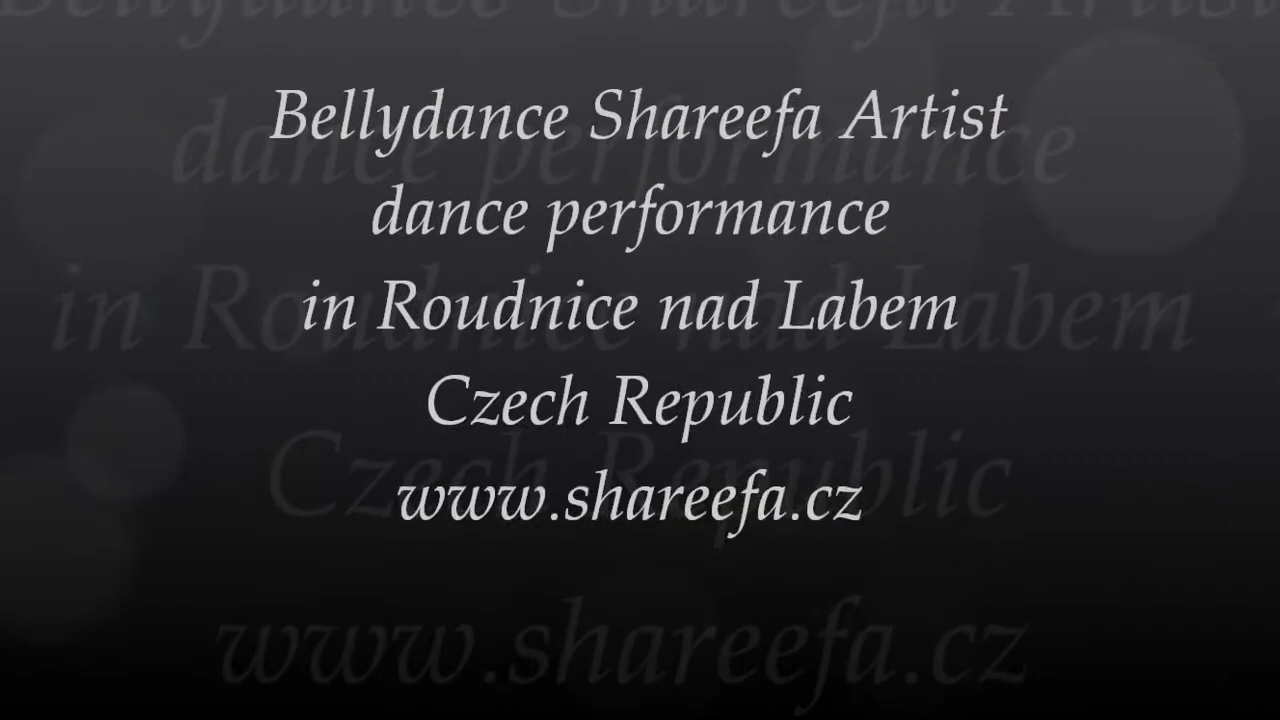 Bellydance Shareefa Artist
dance performance
in Roudnice nad Labem
Czech Republic
www.shareefa.cz